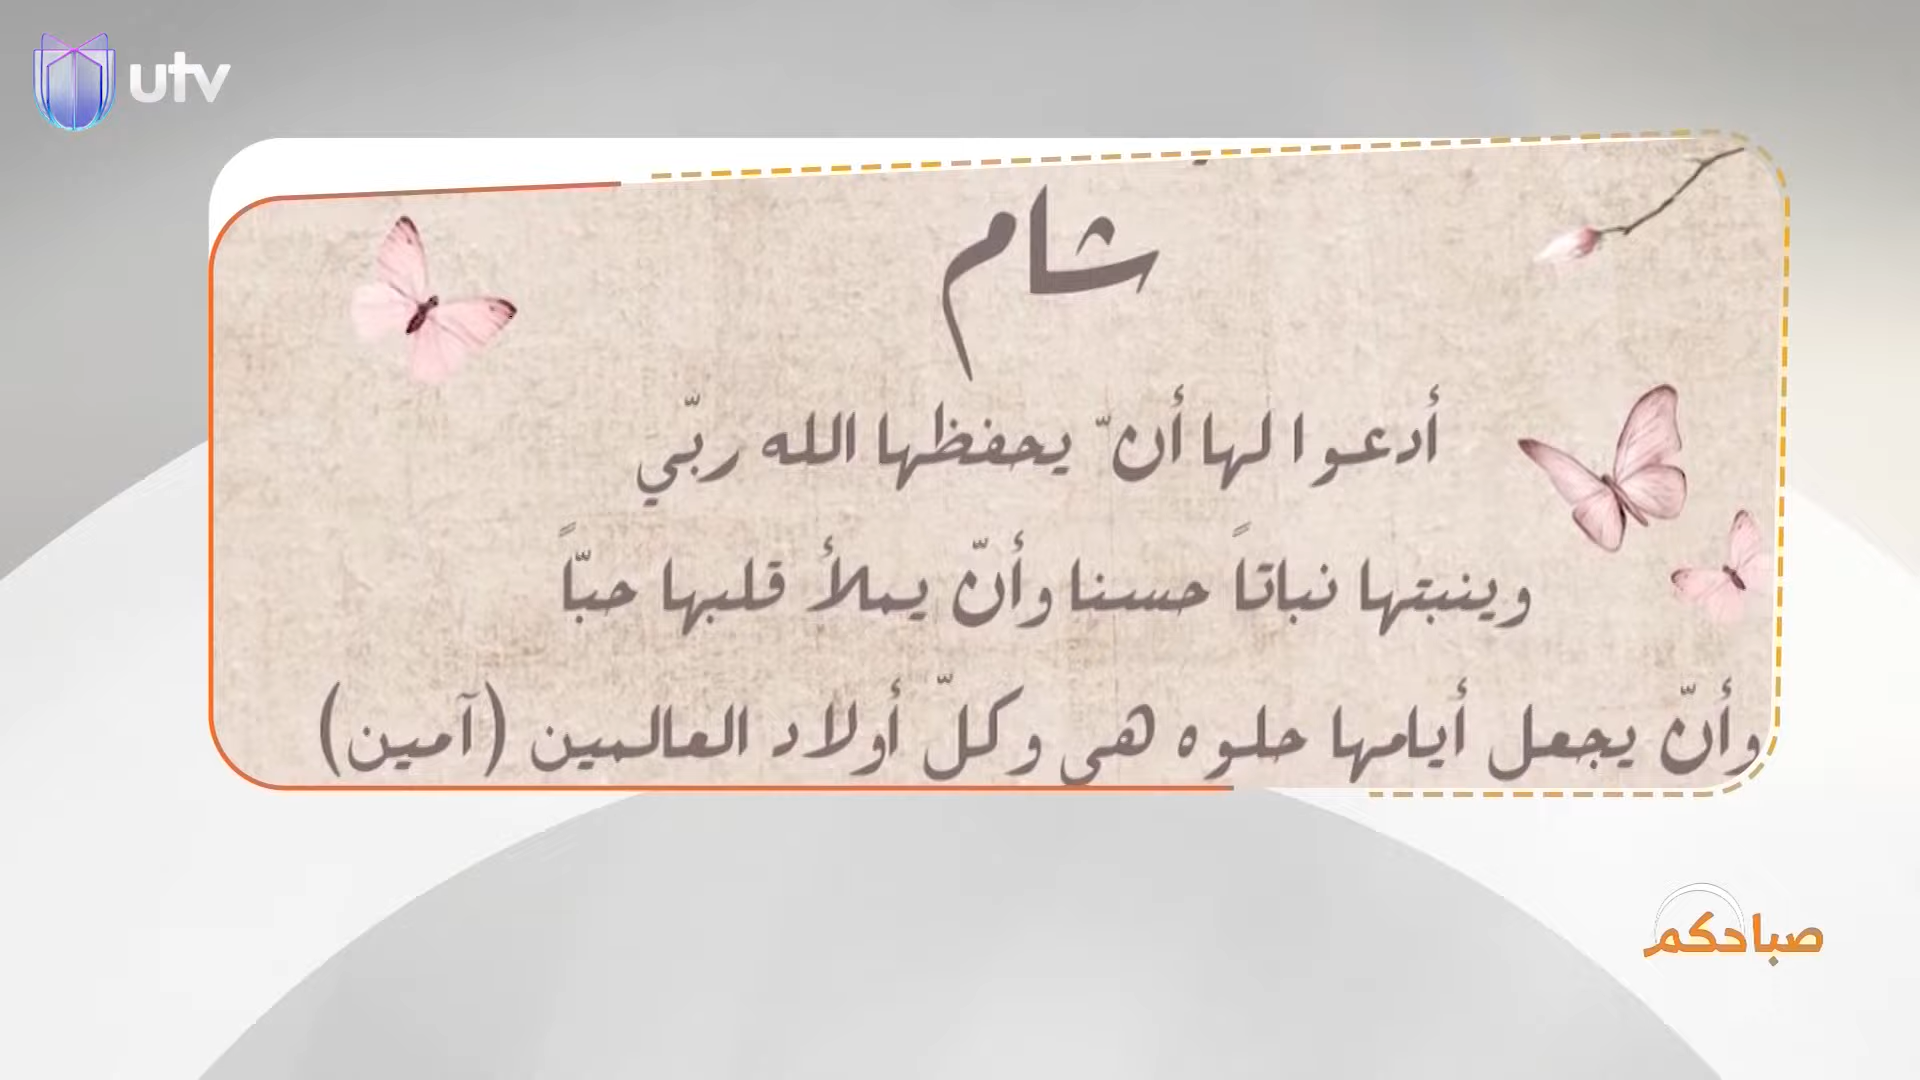 utv
شام
أدعوا لها أنّ يحفظها الله ربّي
وينبتها نباتاً حسنا وأنّ يملأ قلبها حبّاً
وأنّ يجعل أيامها حلوه هي وكلّ أولاد العالمين (آمين)
صباحكم